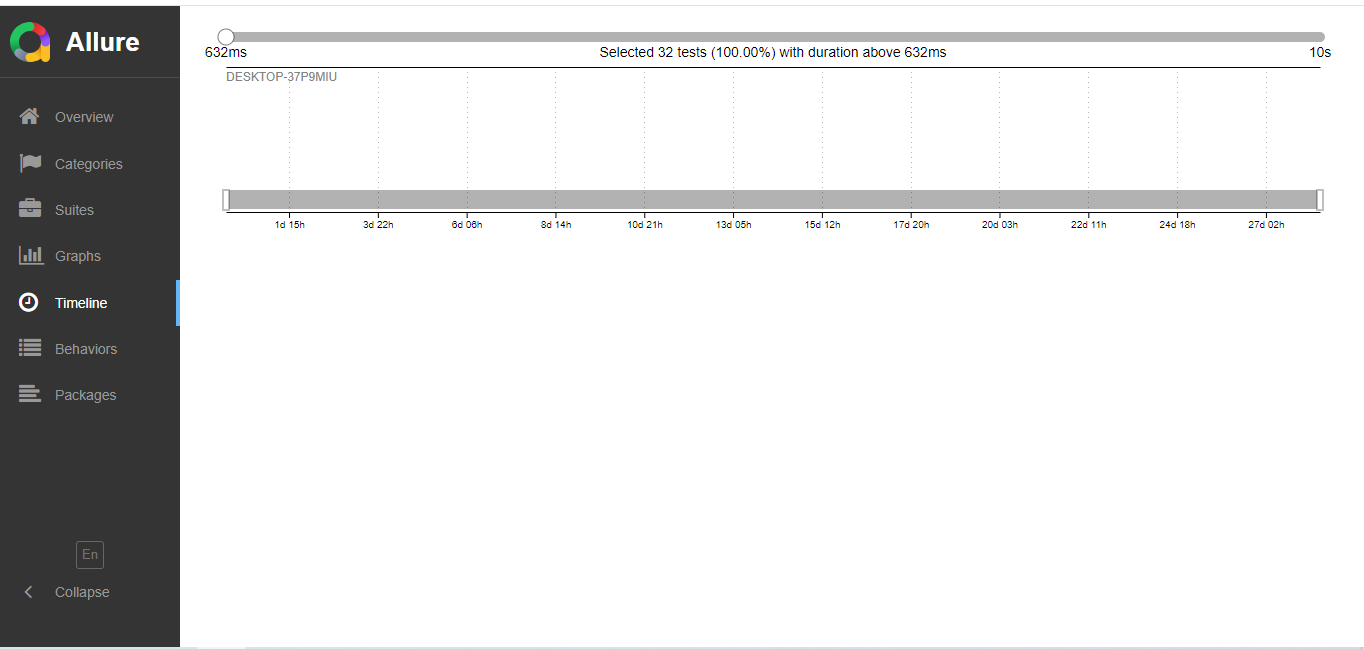 Allure
Overview
Categories
Suites
Graphs
Timeline
Behaviors
Packages
En
Collapse
632ms Selected 32 tests (100.00%) with duration above 632ms 10s
DESKTOP-37P9MIU
1d 15h 3d 22h 6d 06h 8d 14h 10d 21h 13d 05h 15d 12h 17d 20h 20d 03h 22d 11h 24d 18h 27d 02h